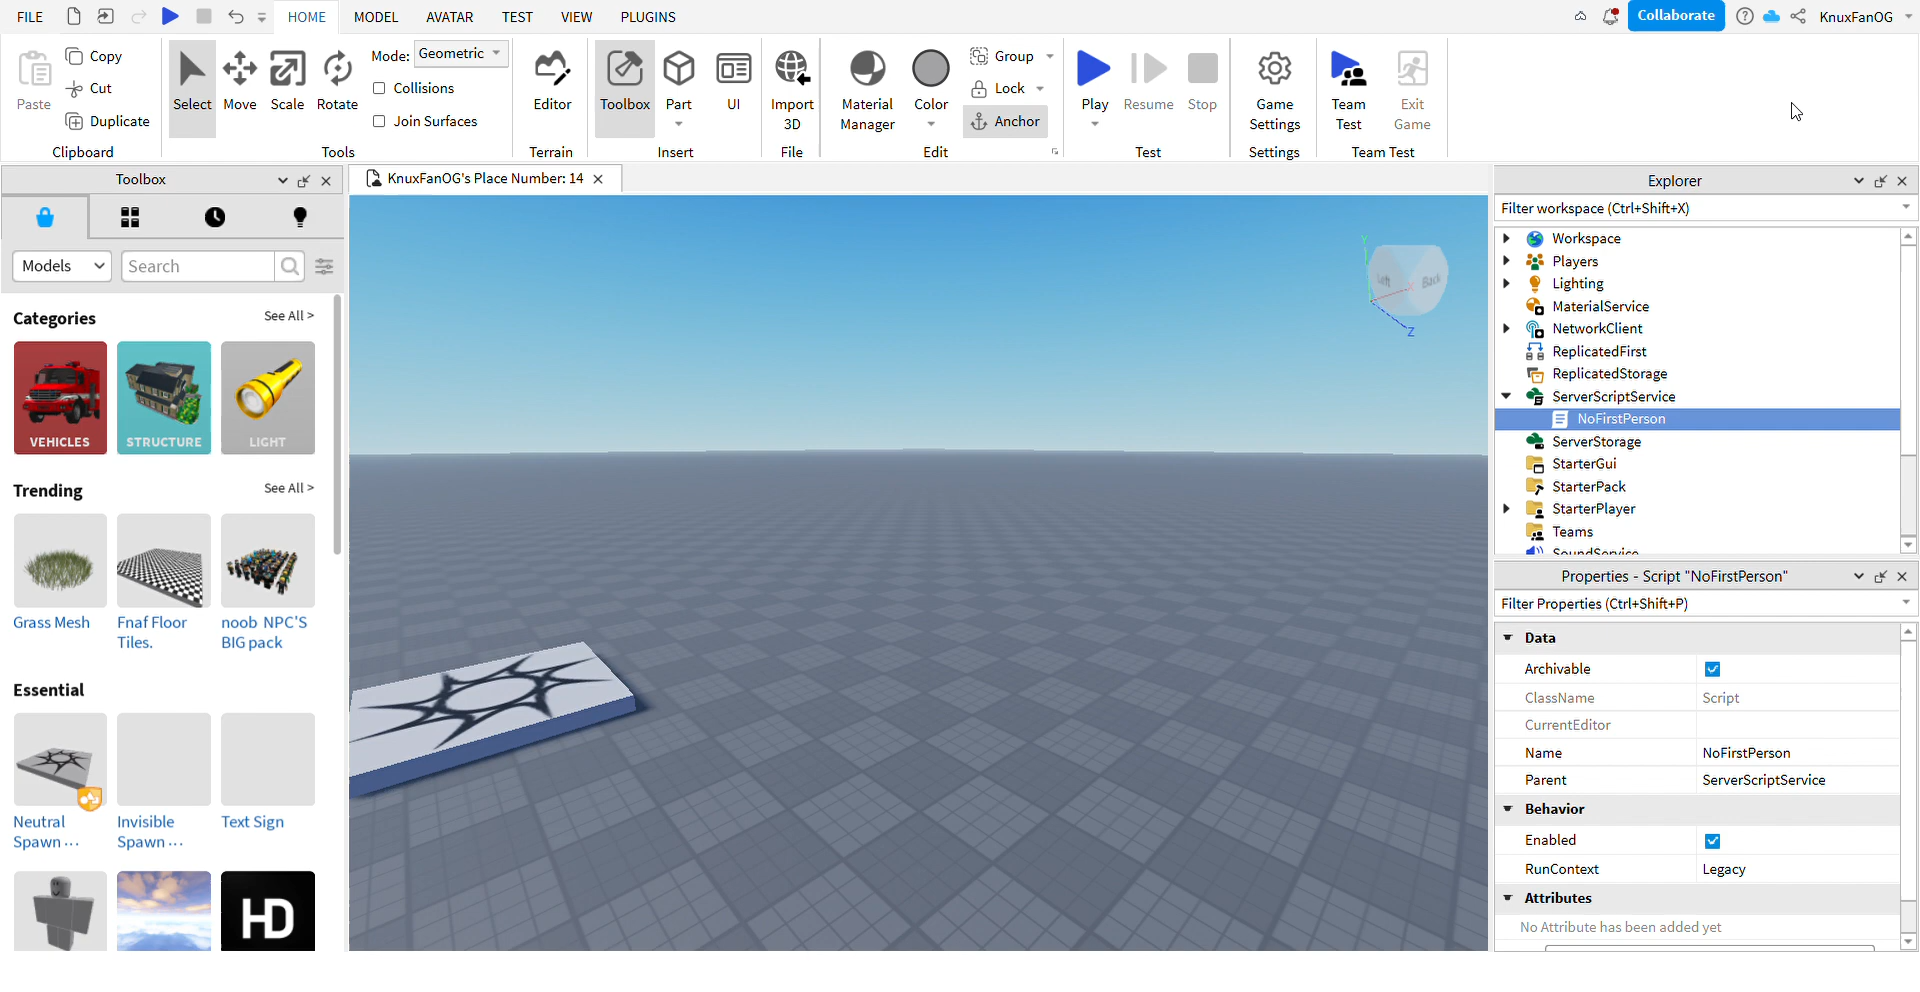 FILE
HOME
MODEL
AVATAR
TEST
VIEW
PLUGINS
Collaborate
KnuxFanOG
Paste
Copy
Cut
Duplicate
Clipboard
Select
Move
Scale
Rotate
Mode:
Geometric
Collisions
Join Surfaces
Tools
Editor
Terrain
Toolbox
Part
UI
Insert
Import
3D
File
Material
Manager
Color
Group
Lock
Anchor
Edit
Play
Resume
Stop
Test
Game
Settings
Settings
Team
Test
Exit
Game
Team Test
Toolbox
Models
Search
Categories
See All >
VEHICLES
STRUCTURE
LIGHT
Trending
See All >
Grass Mesh
Fnaf Floor
Tiles.
noob NPC'S
BIG pack
Essential
Neutral
Spawn ...
Invisible
Spawn ...
Text Sign
HD
KnuxFanOG's Place Number: 14
Y
Left
Back
X
Z
Explorer
Filter workspace (Ctrl+Shift+X)
Workspace
Players
Lighting
MaterialService
NetworkClient
ReplicatedFirst
ReplicatedStorage
ServerScriptService
NoFirstPerson
ServerStorage
StarterGui
StarterPack
StarterPlayer
Teams
SoundService
Properties - Script "NoFirstPerson"
Filter Properties (Ctrl+Shift+P)
Data
Archivable
ClassName Script
CurrentEditor
Name NoFirstPerson
Parent ServerScriptService
Behavior
Enabled
RunContext Legacy
Attributes
No Attribute has been added yet